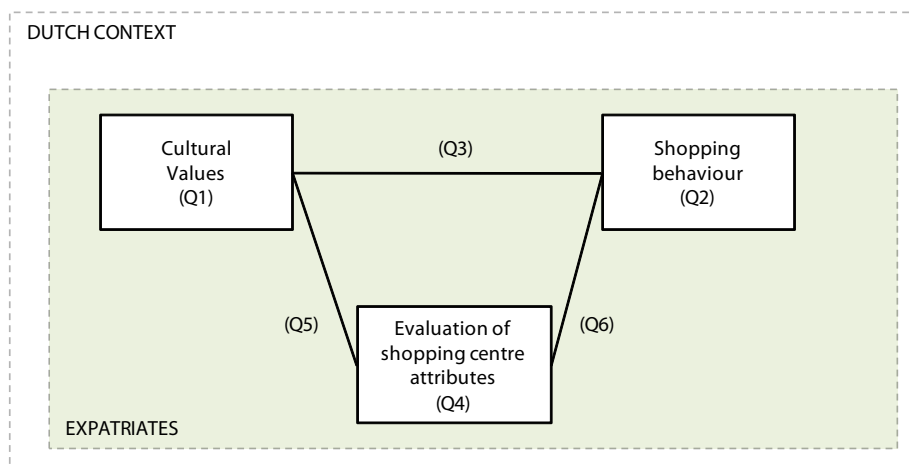 DUTCH CONTEXT
Cultural
Values
(Q1)
(Q3)
Shopping
behaviour
(Q2)
(Q5)
Evaluation of
shopping centre
attributes
(Q4)
(Q6)
EXPATRIATES